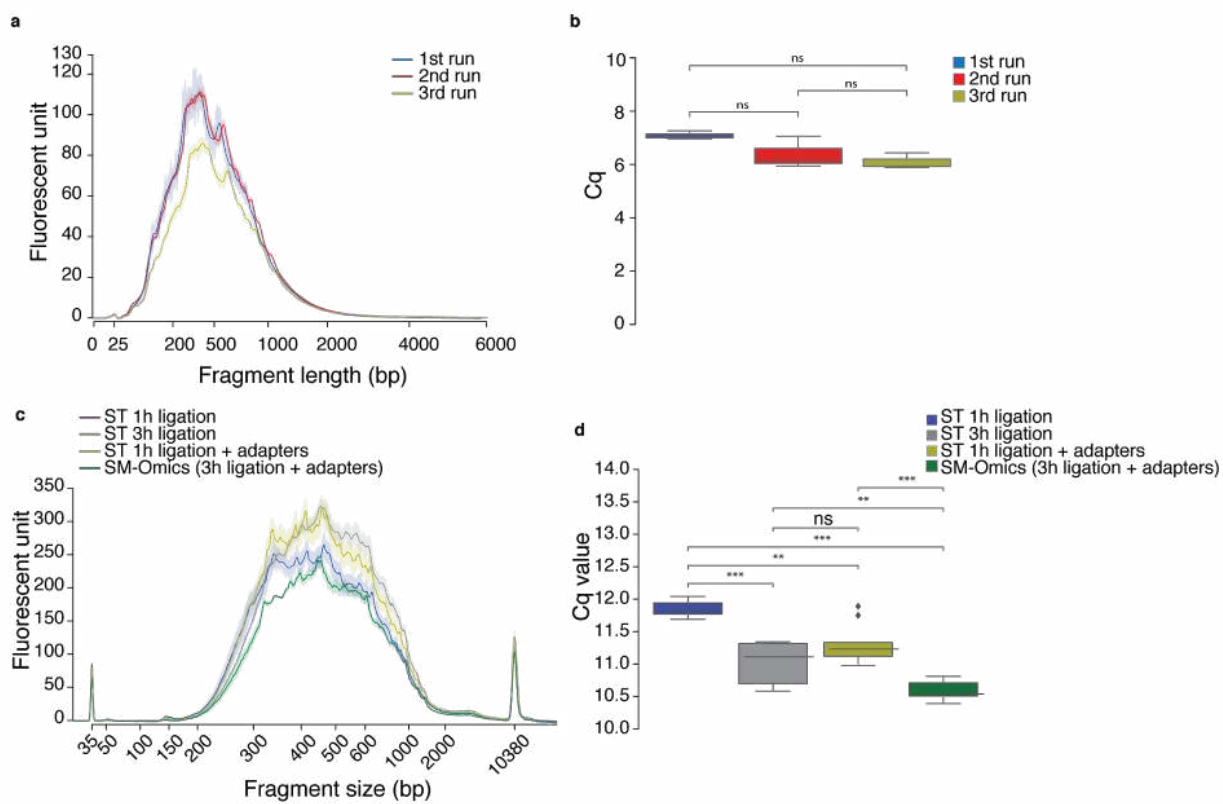 a
130
120
100
80
60
40
20
0
Fluorescent unit
0 25 200 500 1000 2000 4000 6000
Fragment length (bp)
1st run
2nd run
3rd run
b
10
8
6
4
2
0
Cq
ns
ns
ns
1st run
2nd run
3rd run
c
ST 1h ligation
ST 3h ligation
ST 1h ligation + adapters
SM-Omics (3h ligation + adapters)
350
300
250
200
150
100
50
0
Fluorescent unit
35 50 100 150 200 300 400 500 600 1000 2000 10380
Fragment size (bp)
d
ST 1h ligation
ST 3h ligation
ST 1h ligation + adapters
SM-Omics (3h ligation + adapters)
14.0
13.5
13.0
12.5
12.0
11.5
11.0
10.5
10.0
Cq value
***
**
ns
***
**
***